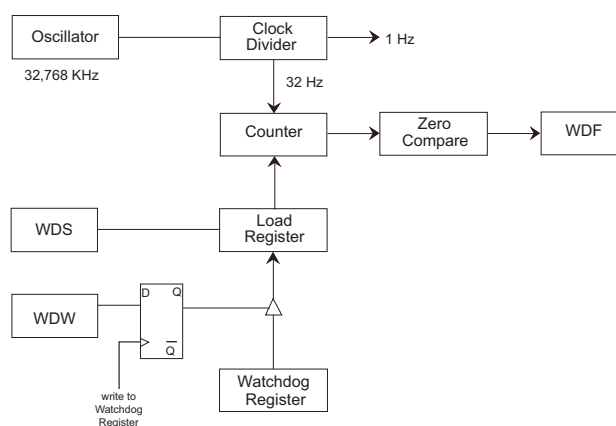 Oscillator
Clock
Divider
1 Hz
32,768 KHz
32 Hz
Counter
Zero
Compare
WDF
WDS
Load
Register
WDW
D
Q
Q
write to
Watchdog
Register
Watchdog
Register